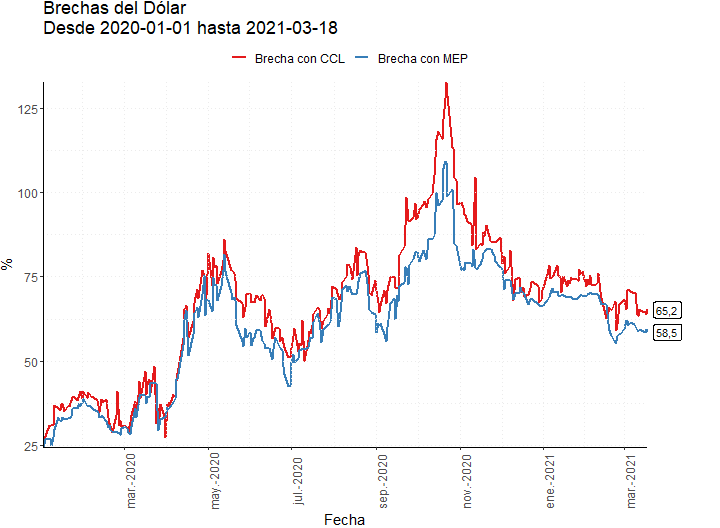 Brechas del Dólar
Desde 2020-01-01 hasta 2021-03-18
Brecha con CCL Brecha con MEP
125
100
75
50
25
%
65,2
58,5
mar.-2020
may.-2020
jul.-2020
sep.-2020
nov.-2020
ene.-2021
mar.-2021
Fecha